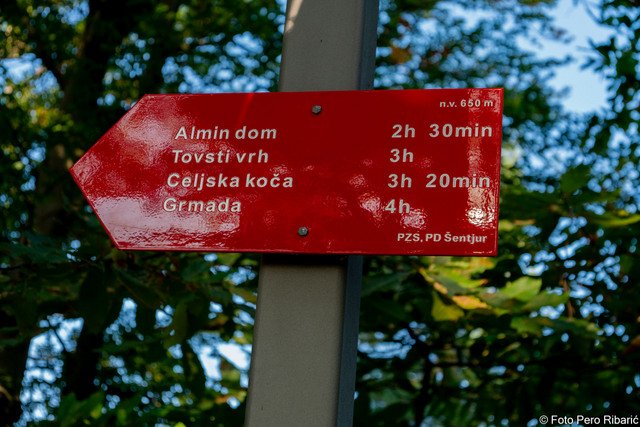 n.v. 650 m
Almin dom 2h 30min
Tovsti vrh 3h
Celjska koča 3h 20min
Grmada 4h
PZS, PD Šentjur
© Foto Pero Ribarić